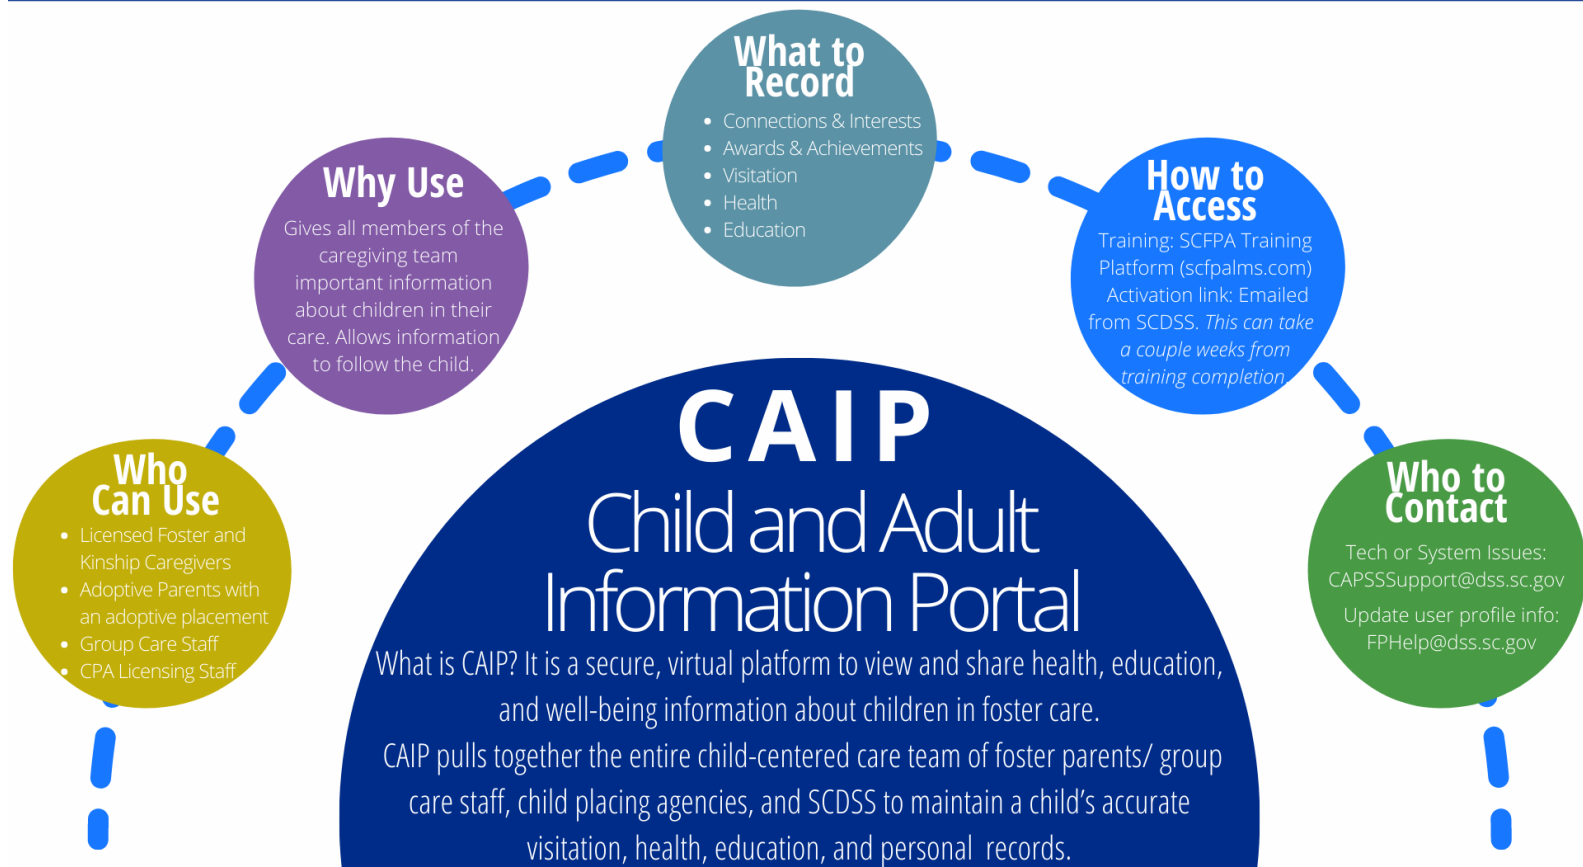 What to
Record
• Connections & Interests
• Awards & Achievements
• Visitation
• Health
• Education
Why Use
Gives all members of the
caregiving team
important information
about children in their
care. Allows information
to follow the child.
How to
Access
Training: SCFPA Training
Platform (scfpalms.com)
Activation link: Emailed
from SCDSS. This can take
a couple weeks from
training completion.
Who
Can Use
• Licensed Foster and
Kinship Caregivers
• Adoptive Parents with
an adoptive placement
• Group Care Staff
• CPA Licensing Staff
Who to
Contact
Tech or System Issues:
CAPSSSupport@dss.sc.gov
Update user profile info:
FPHelp@dss.sc.gov
CAIP
Child and Adult
Information Portal
What is CAIP? It is a secure, virtual platform to view and share health, education,
and well-being information about children in foster care.
CAIP pulls together the entire child-centered care team of foster parents/ group
care staff, child placing agencies, and SCDSS to maintain a child’s accurate
visitation, health, education, and personal records.